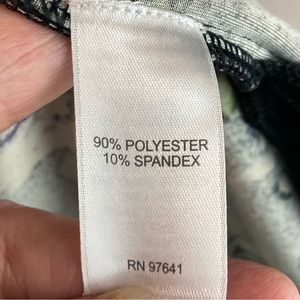 90% POLYESTER
10% SPANDEX
RN 97641